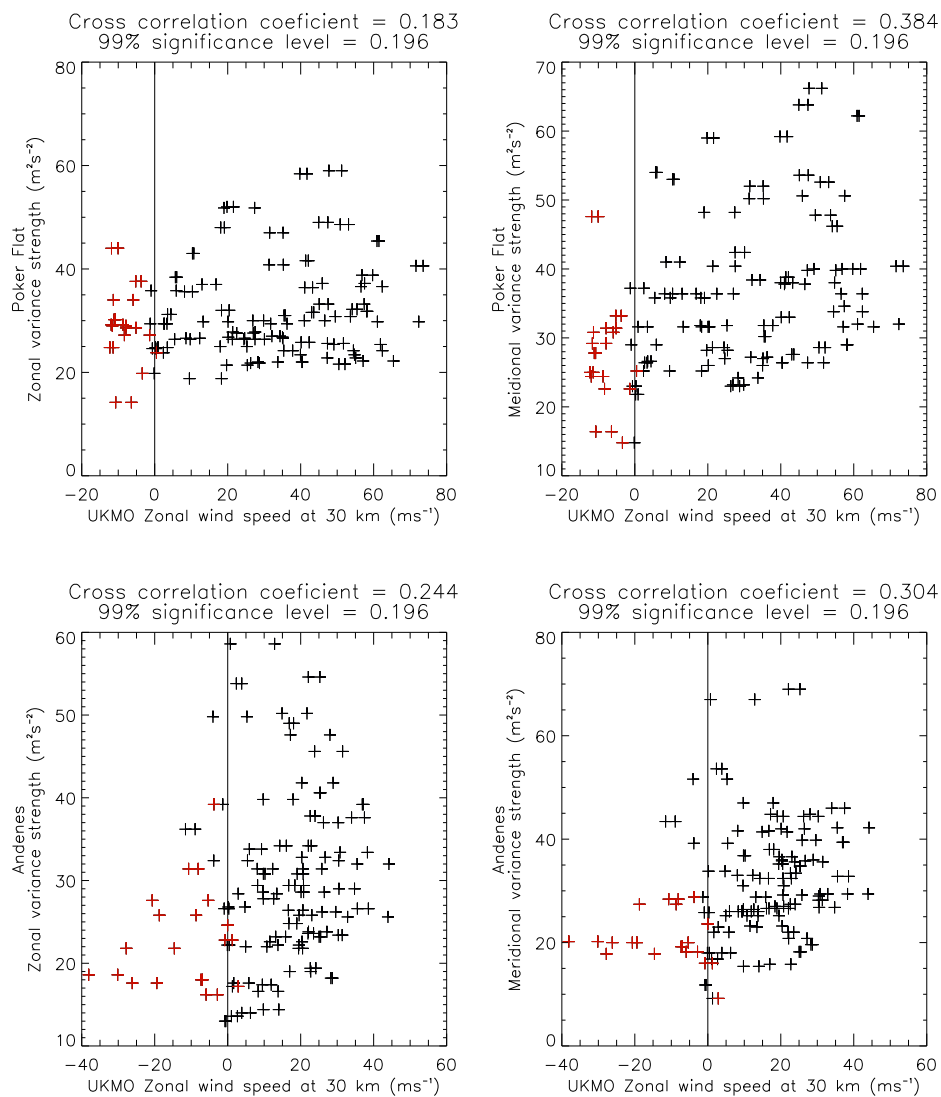 Cross correlation coeficient = 0.183
99% significance level = 0.196
80
60
40
20
0
Poker Flat
Zonal variance strength (m²s⁻²)
−20 0 20 40 60 80
UKMO Zonal wind speed at 30 km (ms⁻¹)
Cross correlation coeficient = 0.384
99% significance level = 0.196
70
60
50
40
30
20
10
Poker Flat
Meidional variance strength (m²s⁻²)
−20 0 20 40 60 80
UKMO Zonal wind speed at 30 km (ms⁻¹)
Cross correlation coeficient = 0.244
99% significance level = 0.196
60
50
40
30
20
10
Andenes
Zonal variance strength (m²s⁻²)
−40 −20 0 20 40 60
UKMO Zonal wind speed at 30 km (ms⁻¹)
Cross correlation coeficient = 0.304
99% significance level = 0.196
80
60
40
20
0
Andenes
Meridional variance strength (m²s⁻²)
−40 −20 0 20 40 60
UKMO Zonal wind speed at 30 km (ms⁻¹)